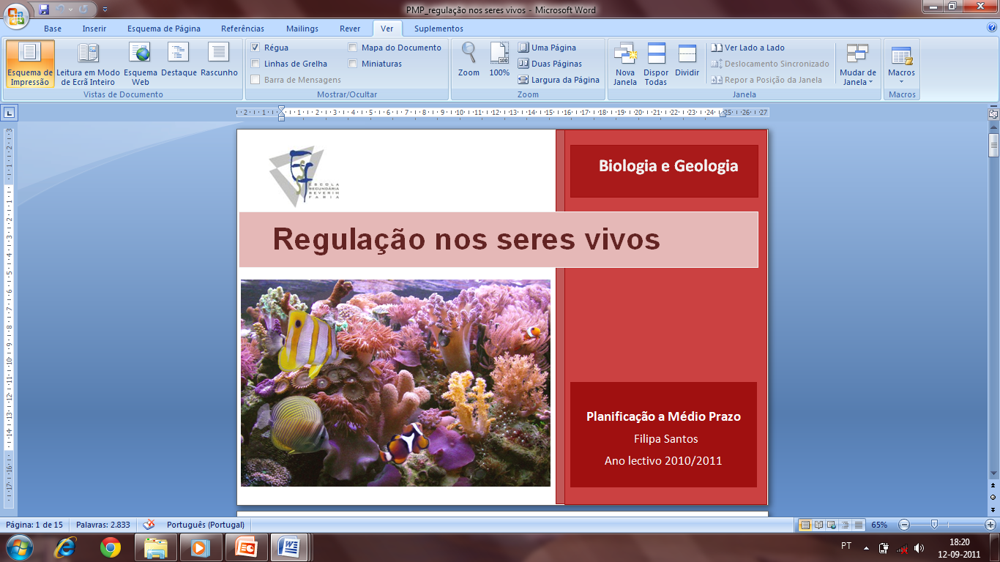 PMP_regulação nos seres vivos - Microsoft Word
Base Inserir Esquema de Página Referências Mailings Rever Ver Suplementos
Esquema de Impressão
Leitura em Modo de Ecrã Inteiro
Esquema Web
Destaque
Rascunho
Vistas de Documento
Régua
Linhas de Grelha
Barra de Mensagens
Mapa do Documento
Miniaturas
Mostrar/Ocultar
Zoom
100%
Uma Página
Duas Páginas
Largura da Página
Zoom
Nova Janela
Dispor Todas
Dividir
Ver Lado a Lado
Deslocamento Sincronizado
Repor a Posição da Janela
Mudar de Janela
Janela
Macros
Macros
ESCOLA
SECUNDÁRIA
SEVERIM
FARIA
Biologia e Geologia
Regulação nos seres vivos
Planificação a Médio Prazo
Filipa Santos
Ano lectivo 2010/2011
Página: 1 de 15 Palavras: 2.833 Português (Portugal) 65%
PT 18:20
12-09-2011